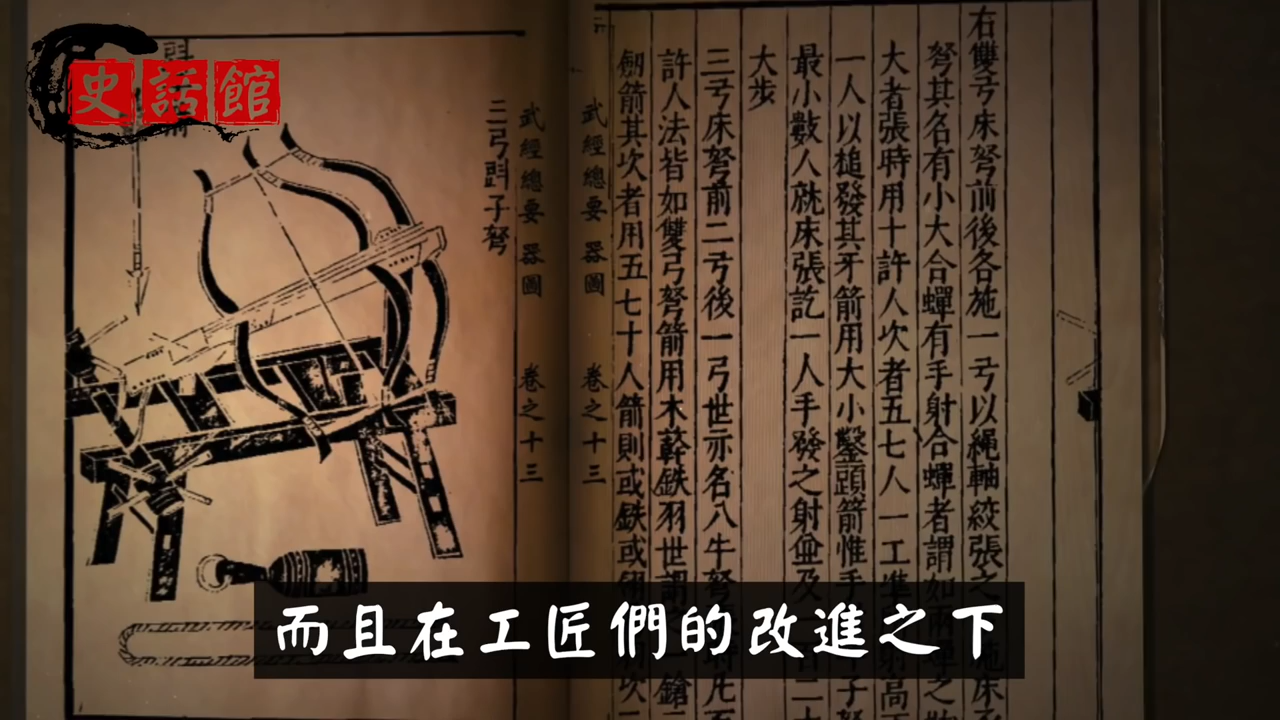 史話館
右雙弓床弩前後各施一弓以繩軸絞張之
弩其名有小大合蟬有手射合蟬者謂如
大者張時用十許人次者五七人一工準
一人以槌發其牙箭用大小鑿頭箭惟手
最小數人就床張訖一人手發之射
大步
三弓床弩前二弓後一弓世亦名八牛弩
許人法皆如雙弓弩箭用木簳鉄羽世謂
劍箭其次者用五七十人箭則或鉄或
武經總要 器圖 卷之十三
武經總要 器圖 卷之十三
三弓㪷子弩
而且在工匠們的改進之下